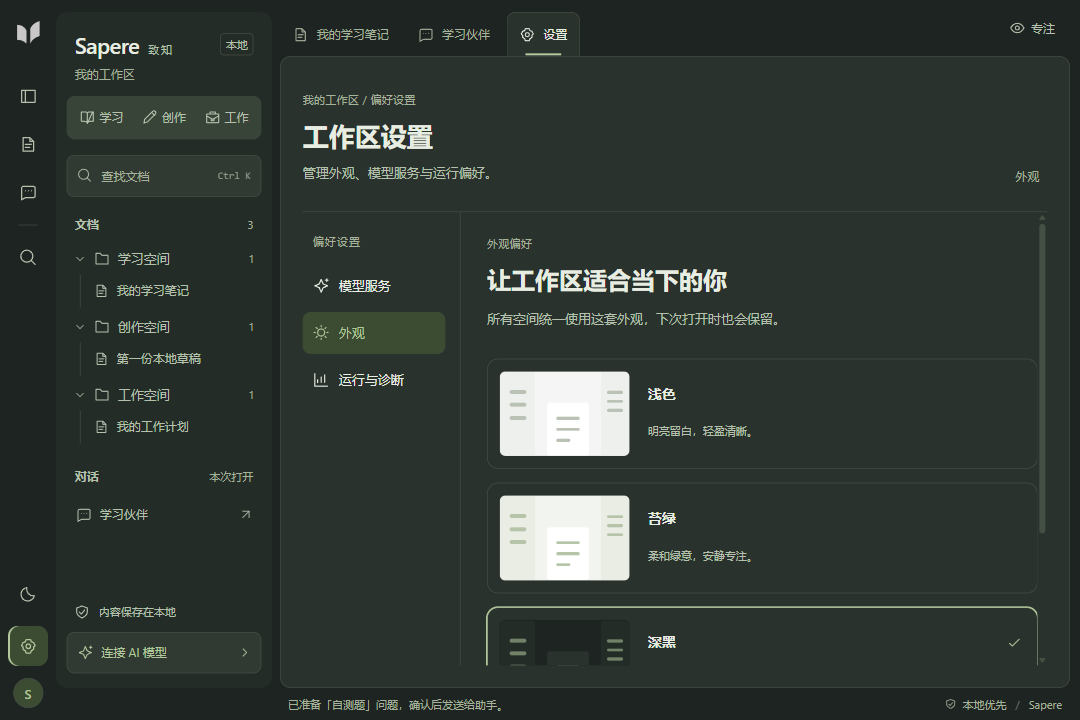 Sapere 致知
本地
我的工作区
学习
创作
工作
查找文档
Ctrl K
文档
3
学习空间
1
我的学习笔记
创作空间
1
第一份本地草稿
工作空间
1
我的工作计划
对话
本次打开
学习伙伴
内容保存在本地
连接 AI 模型
S
我的学习笔记
学习伙伴
设置
专注
我的工作区 / 偏好设置
工作区设置
管理外观、模型服务与运行偏好。
外观
偏好设置
模型服务
外观
运行与诊断
外观偏好
让工作区适合当下的你
所有空间统一使用这套外观，下次打开时也会保留。
浅色
明亮留白，轻盈清晰。
苔绿
柔和绿意，安静专注。
深黑
已准备「自测题」问题，确认后发送给助手。
本地优先 / Sapere